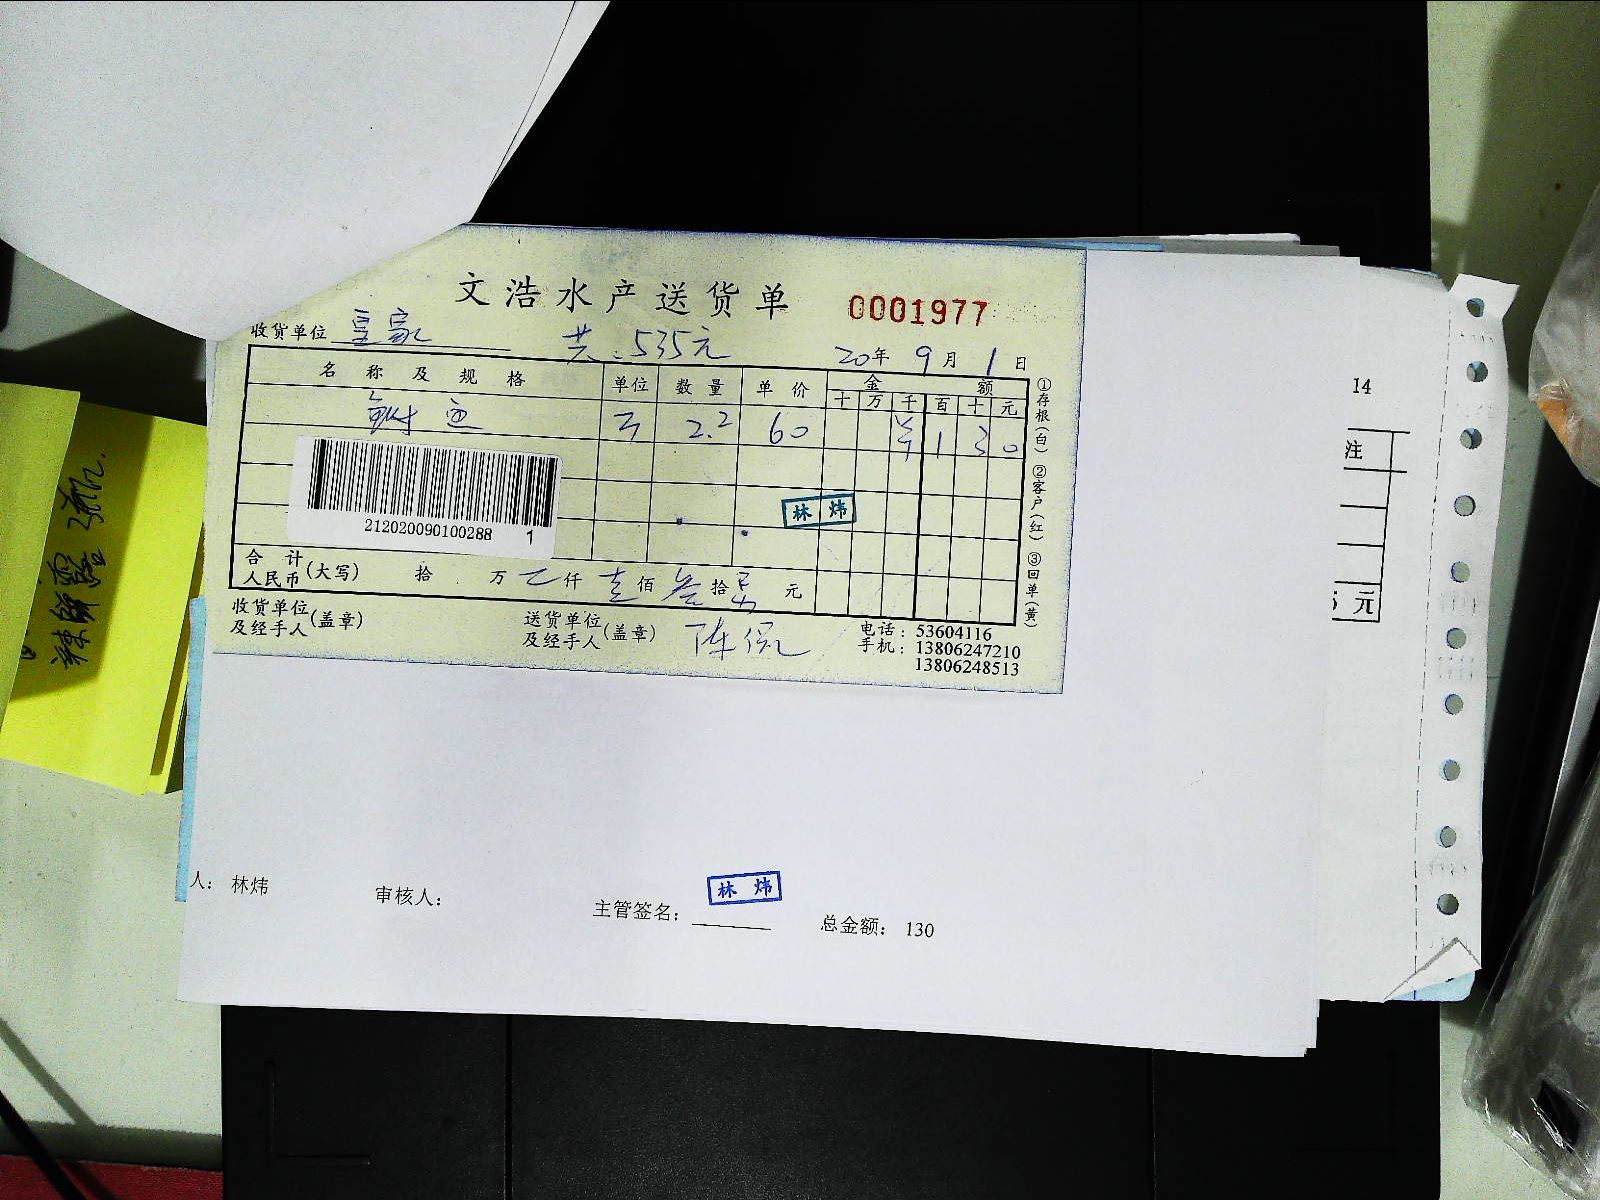 文浩水产送货单 0001977
收货单位 皇家 共:535元 20年9月1日
名称及规格 单位 数量 单价 金额
十 万 千 百 十 元
鱼 2.2 60 ¥ 1 3 0
林炜
212020090100288 1
合计
人民币(大写) 拾 万 仟 壹 佰 叁 拾 元
收货单位
及经手人(盖章)
送货单位
及经手人(盖章) 陈
电话:53604116
手机:13806247210
13806248513
①存根(白) ②客户(红) ③回单(黄)
14
注
元
人: 林炜 审核人: 主管签名: 林炜 总金额: 130